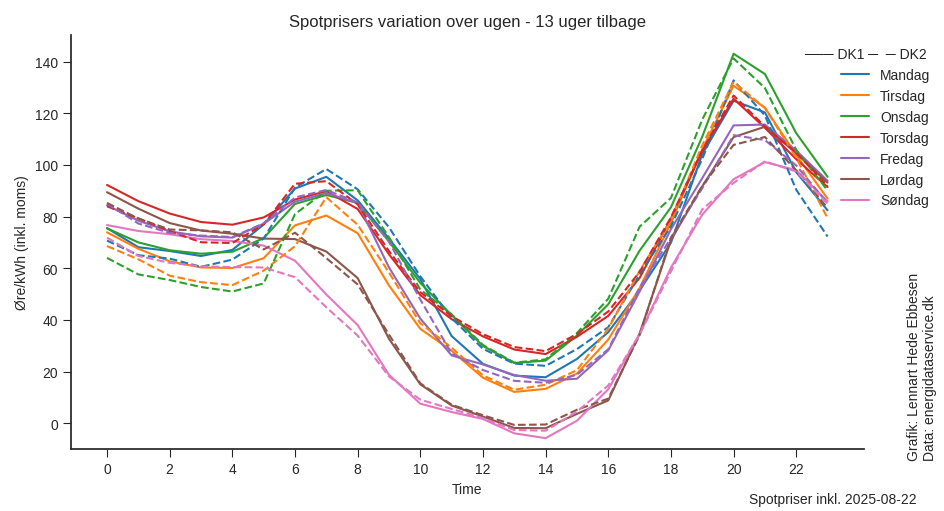 Spotprisers variation over ugen - 13 uger tilbage
Øre/kWh (inkl. moms)
140
120
100
80
60
40
20
0
0 2 4 6 8 10 12 14 16 18 20 22
Time
DK1 DK2
Mandag
Tirsdag
Onsdag
Torsdag
Fredag
Lørdag
Søndag
Grafik: Lennart Hede Ebbesen
Data: energidataservice.dk
Spotpriser inkl. 2025-08-22